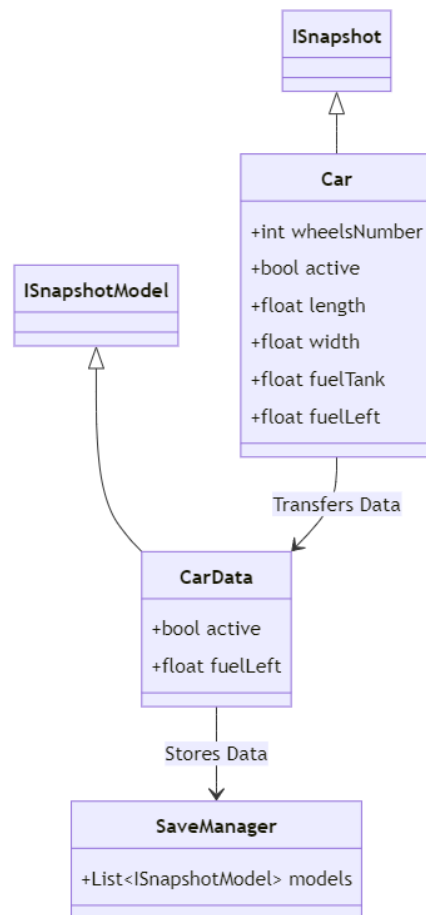 ISnapshot
Car
+int wheelsNumber
+bool active
+float length
+float width
+float fuelTank
+float fuelLeft
ISnapshotModel
Transfers Data
CarData
+bool active
+float fuelLeft
Stores Data
SaveManager
+List<ISnapshotModel> models